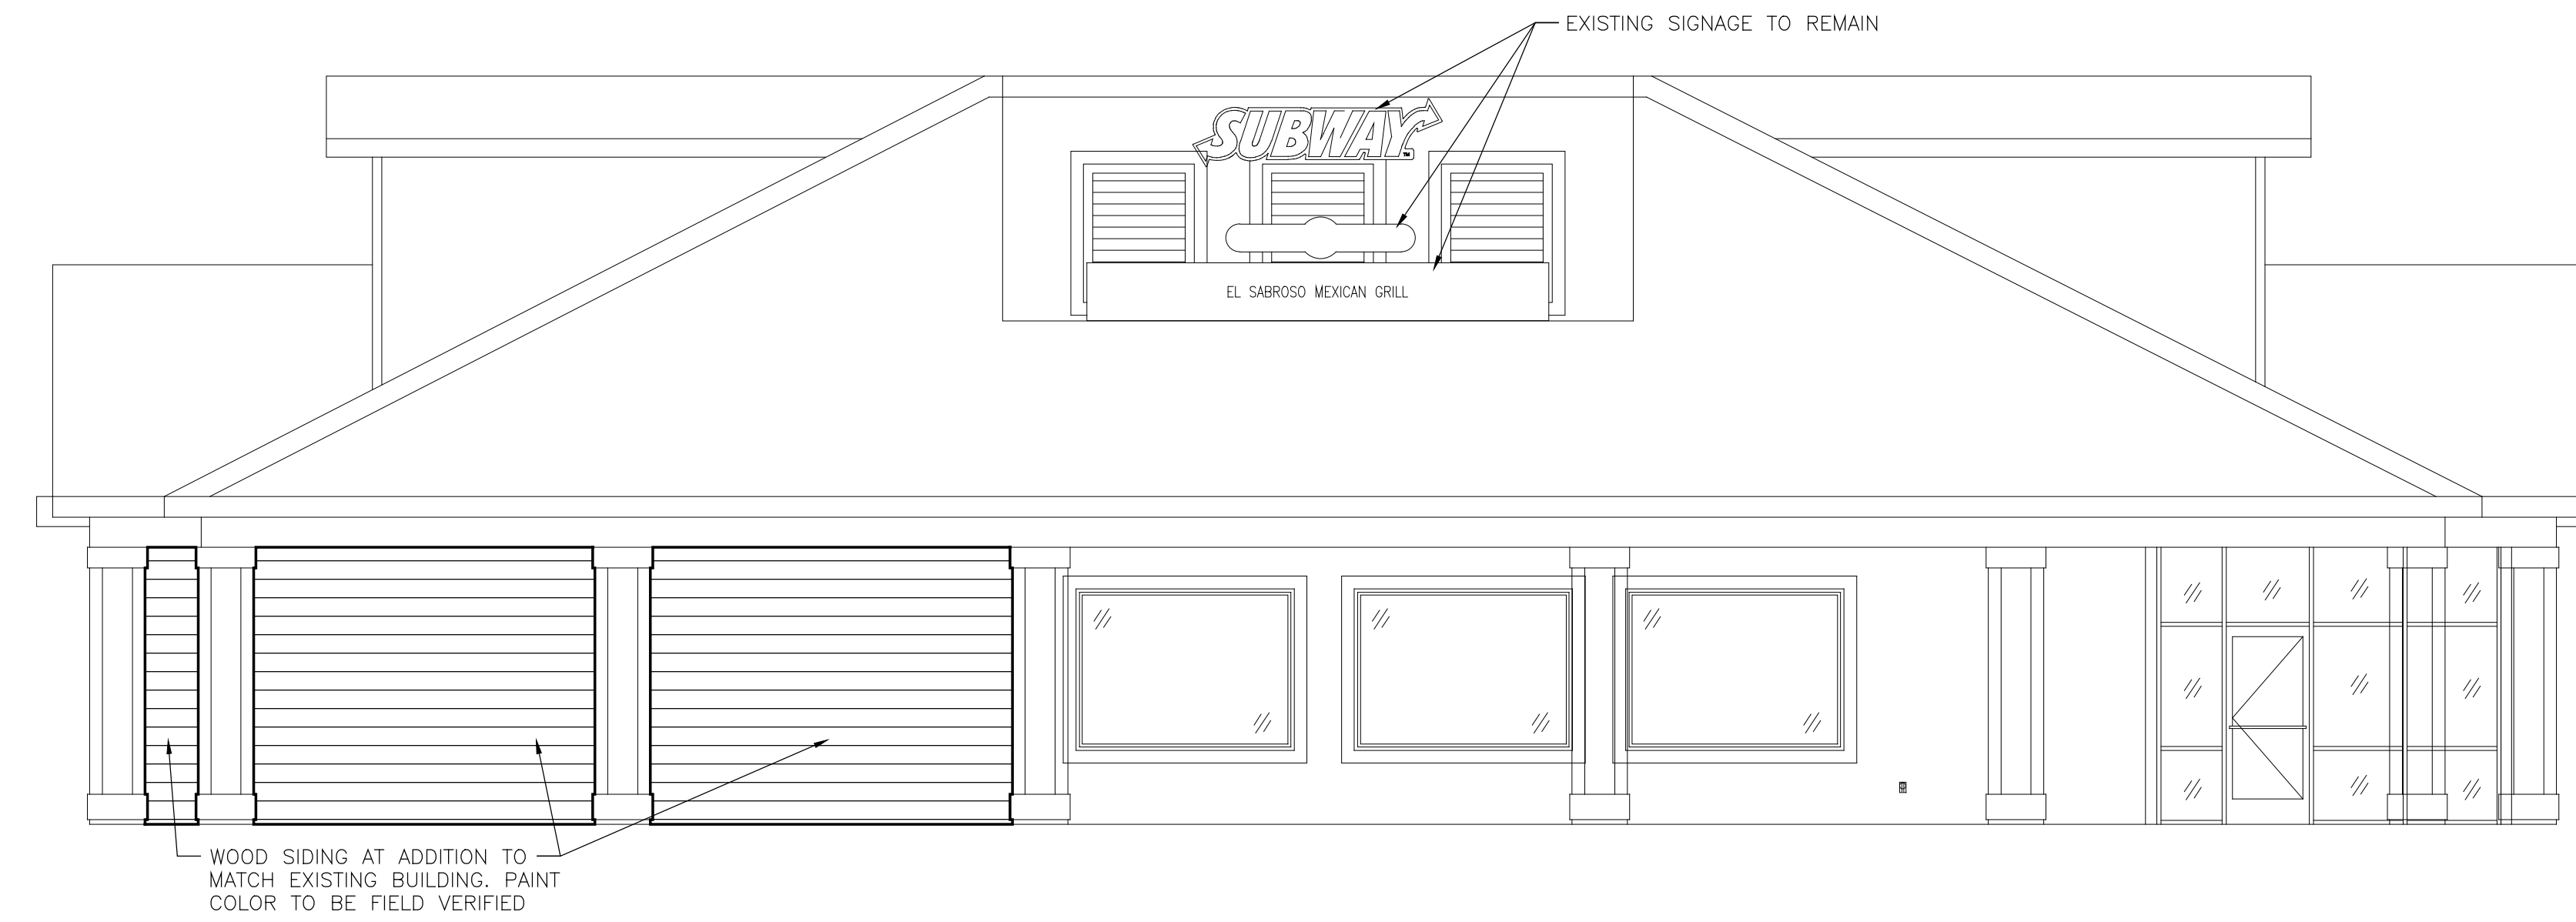 EXISTING SIGNAGE TO REMAIN
SUBWAY™
EL SABROSO MEXICAN GRILL
WOOD SIDING AT ADDITION TO
MATCH EXISTING BUILDING. PAINT
COLOR TO BE FIELD VERIFIED